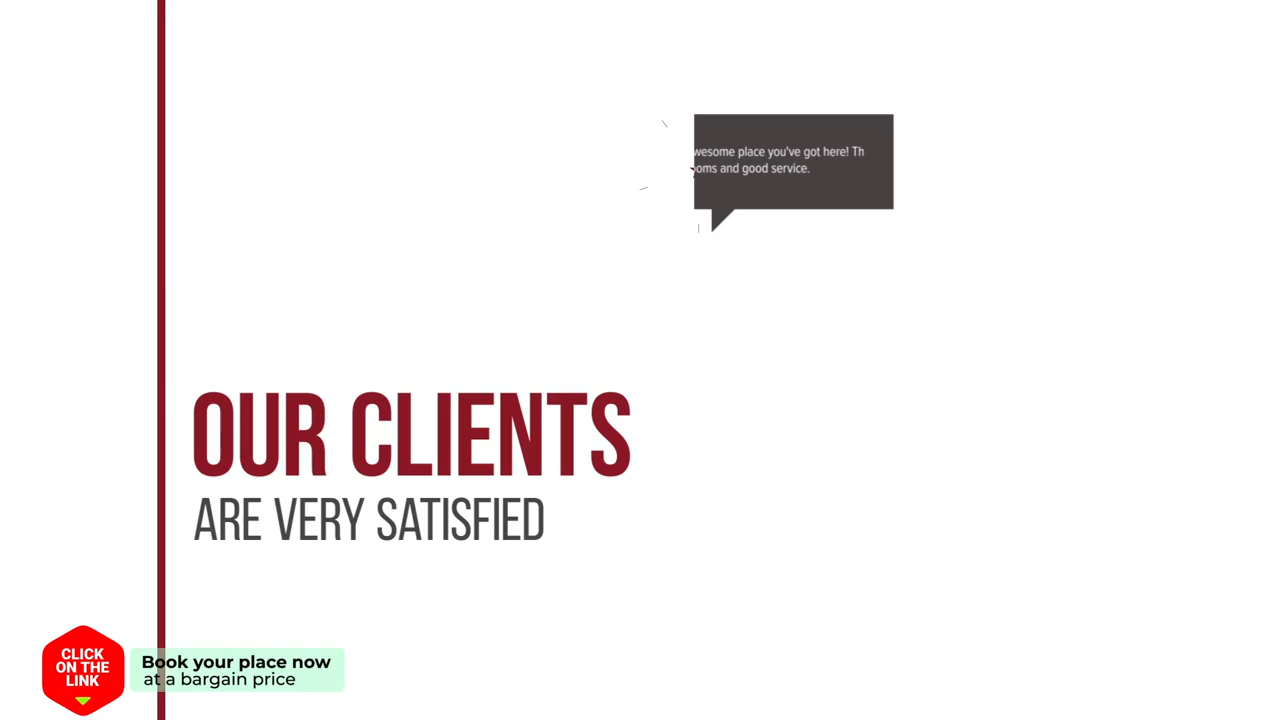 wesome place you've got here! Th
ooms and good service.
OUR CLIENTS
ARE VERY SATISFIED
CLICK
ON THE
LINK
Book your place now
at a bargain price